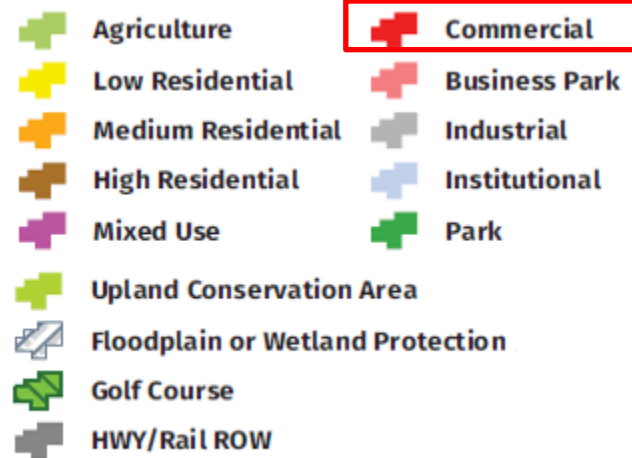 Agriculture
Commercial
Low Residential
Business Park
Medium Residential
Industrial
High Residential
Institutional
Mixed Use
Park
Upland Conservation Area
Floodplain or Wetland Protection
Golf Course
HWY/Rail ROW